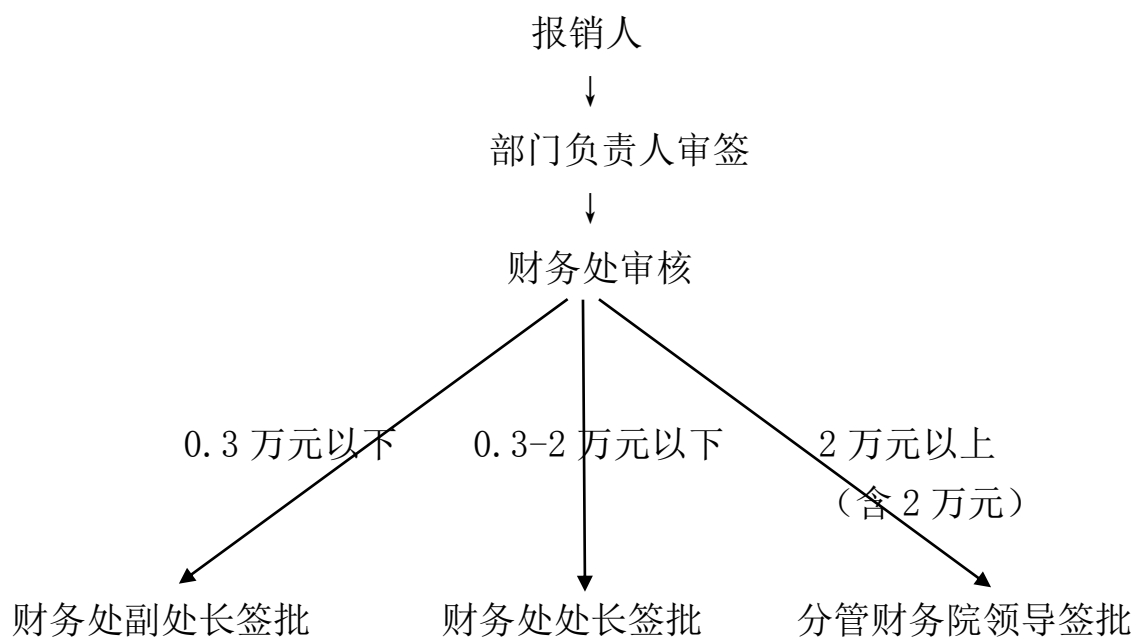 报销人
↓
部门负责人审签
↓
财务处审核
0.3 万元以下 0.3-2 万元以下 2 万元以上
（含 2 万元）
财务处副处长签批 财务处处长签批 分管财务院领导签批